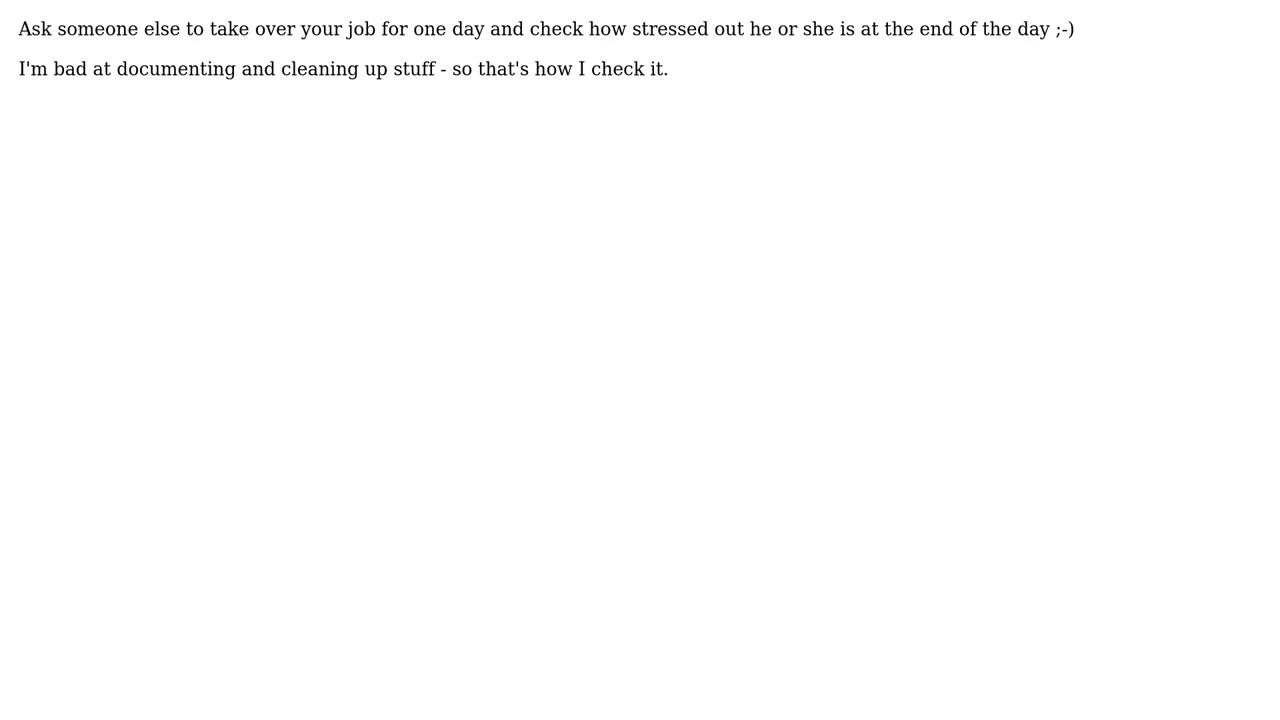 Ask someone else to take over your job for one day and check how stressed out he or she is at the end of the day ;-)
I'm bad at documenting and cleaning up stuff - so that's how I check it.